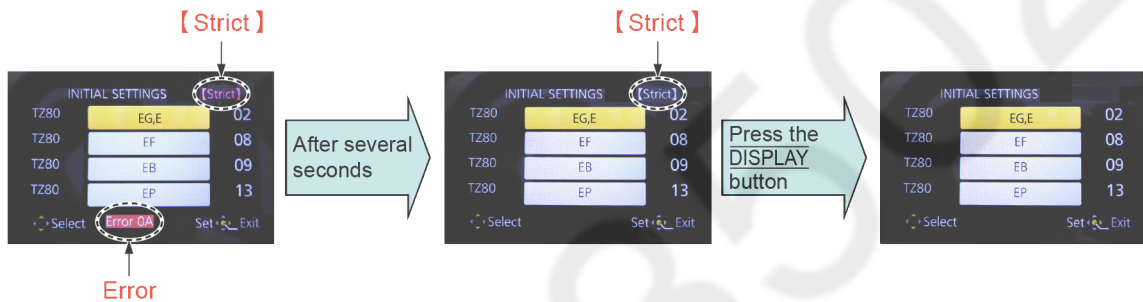 【 Strict 】
INITIAL SETTINGS 【Strict】
TZ80 EG,E 02
TZ80 EF 08
TZ80 EB 09
TZ80 EP 13
Select Error 0A Set Exit
Error
After several
seconds
【 Strict 】
INITIAL SETTINGS 【Strict】
TZ80 EG,E 02
TZ80 EF 08
TZ80 EB 09
TZ80 EP 13
Select Set Exit
Press the
DISPLAY
button
INITIAL SETTINGS
TZ80 EG,E 02
TZ80 EF 08
TZ80 EB 09
TZ80 EP 13
Select Set Exit